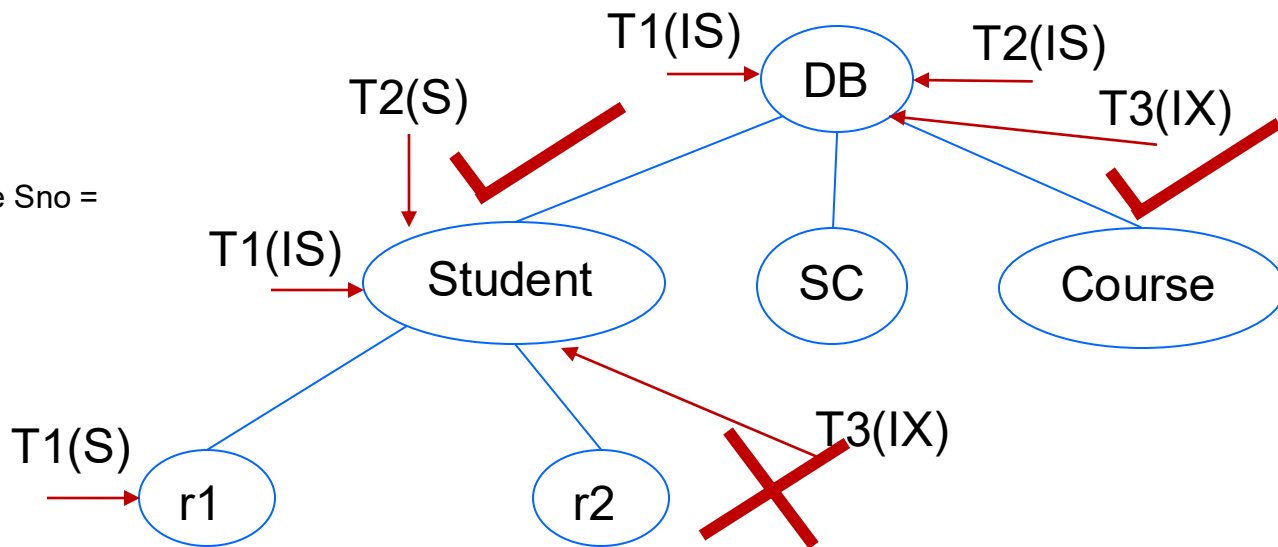 T1(IS)
DB
T2(IS)
T2(S)
T3(IX)
e Sno =
T1(IS)
Student
SC
Course
T3(IX)
T1(S)
r1
r2